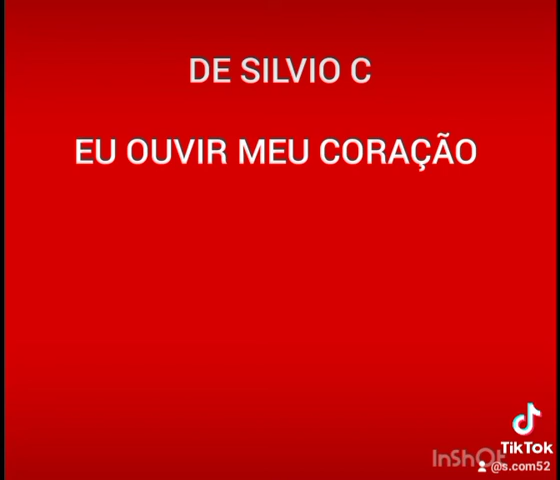 DE SILVIO C
EU OUVIR MEU CORAÇÃO
TikTok
InShOt
@s.com52